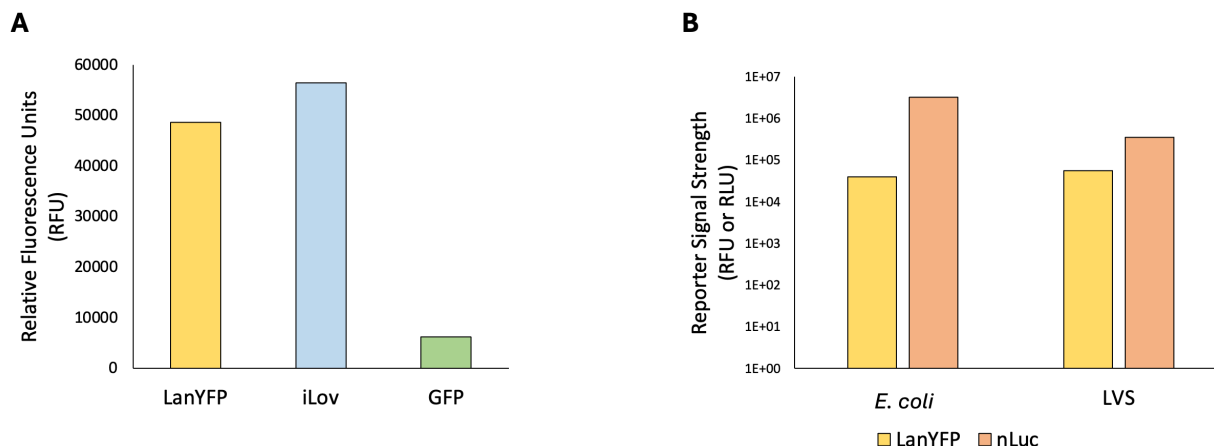 A
Relative Fluorescence Units
(RFU)
60000
50000
40000
30000
20000
10000
0
LanYFP
iLov
GFP
B
Reporter Signal Strength
(RFU or RLU)
1E+07
1E+06
1E+05
1E+04
1E+03
1E+02
1E+01
1E+00
E. coli
LVS
LanYFP
nLuc